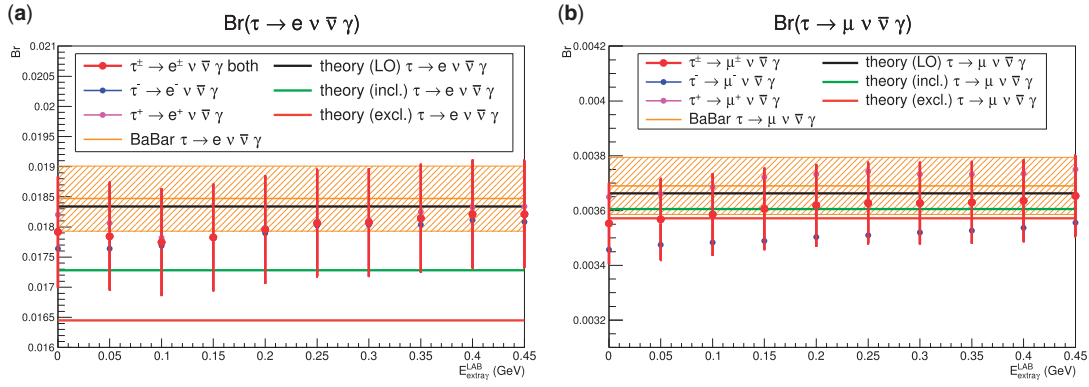 (a)
Br(τ → e ν ν̅ γ)
Br
0.021
0.0205
0.02
0.0195
0.019
0.0185
0.018
0.0175
0.017
0.0165
0.016
τ± → e± ν ν̅ γ both
τ- → e- ν ν̅ γ
τ+ → e+ ν ν̅ γ
BaBar τ → e ν ν̅ γ
theory (LO) τ → e ν ν̅ γ
theory (incl.) τ → e ν ν̅ γ
theory (excl.) τ → e ν ν̅ γ
0 0.05 0.1 0.15 0.2 0.25 0.3 0.35 0.4 0.45
E^LAB_extraγ (GeV)
(b)
Br(τ → μ ν ν̅ γ)
Br
0.0042
0.004
0.0038
0.0036
0.0034
0.0032
0.0031
τ± → μ± ν ν̅ γ
τ- → μ- ν ν̅ γ
τ+ → μ+ ν ν̅ γ
BaBar τ → μ ν ν̅ γ
theory (LO) τ → μ ν ν̅ γ
theory (incl.) τ → μ ν ν̅ γ
theory (excl.) τ → μ ν ν̅ γ
0 0.05 0.1 0.15 0.2 0.25 0.3 0.35 0.4 0.45
E^LAB_extraγ (GeV)